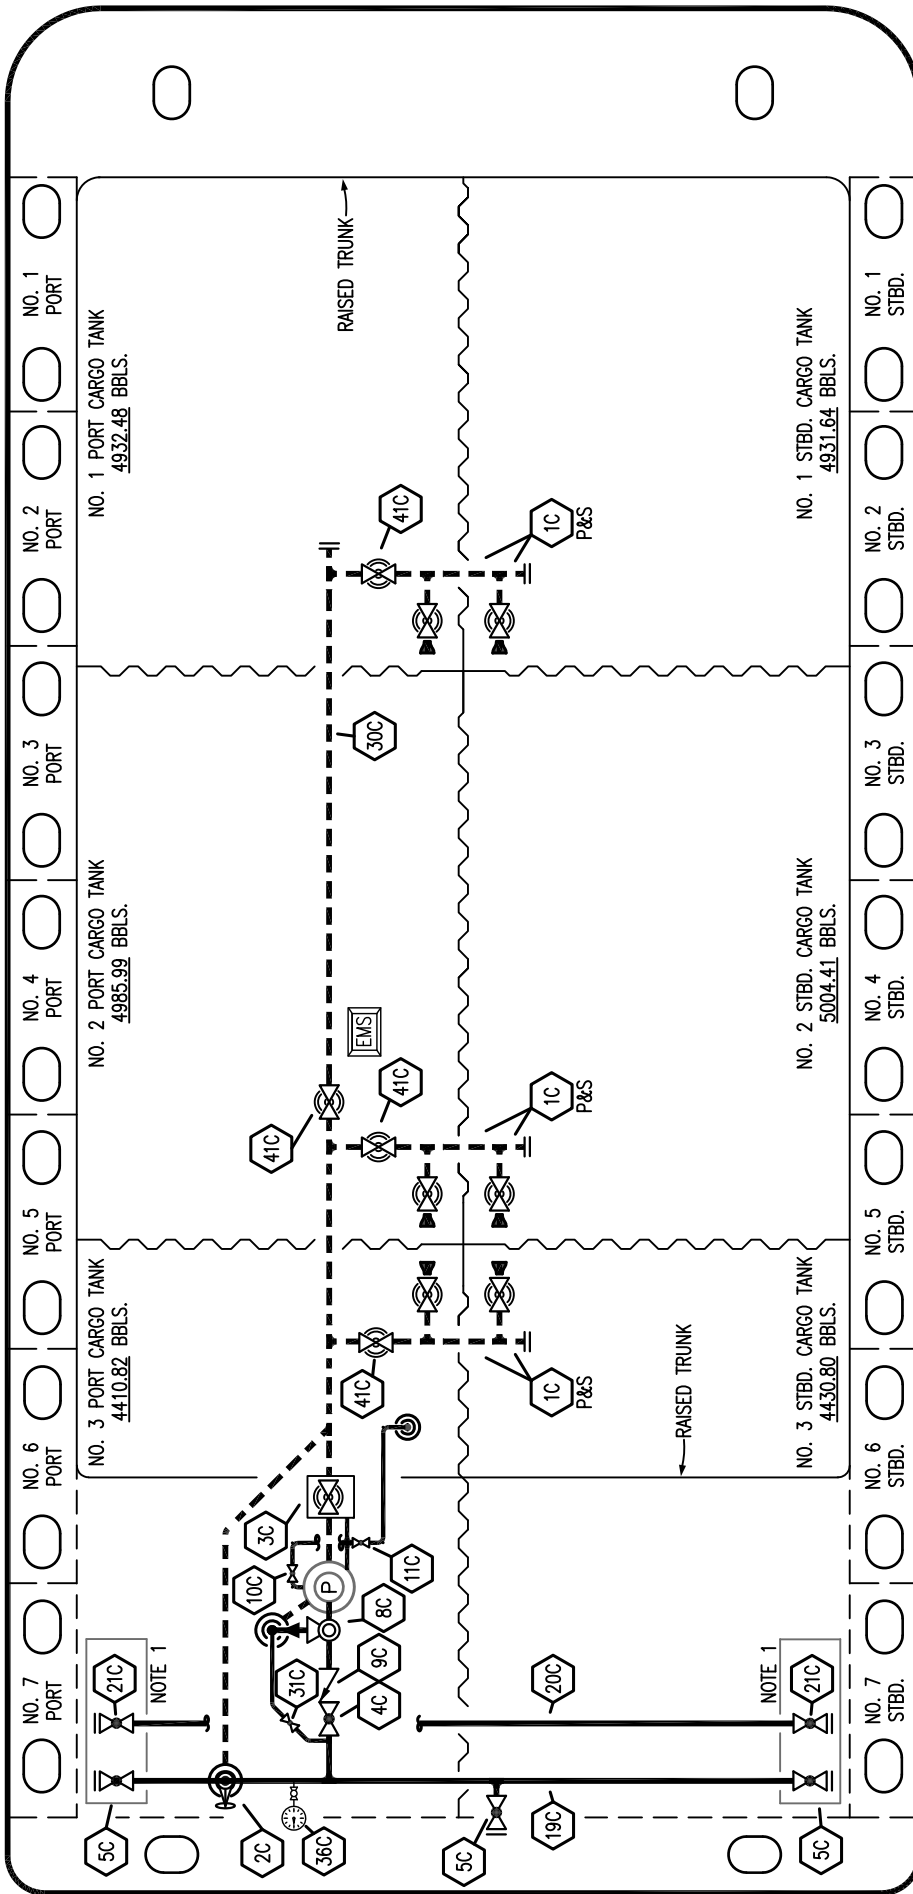 NO. 1
PORT
NO. 2
PORT
NO. 3
PORT
NO. 4
PORT
NO. 5
PORT
NO. 6
PORT
NO. 7
PORT
NO. 1 PORT CARGO TANK
4932.48 BBLS.
NO. 2 PORT CARGO TANK
4985.99 BBLS.
NO. 3 PORT CARGO TANK
4410.82 BBLS.
RAISED TRUNK
41C
1C
P&S
30C
EMS
41C
41C
1C
P&S
41C
1C
P&S
3C
10C
11C
P
8C
9C
4C
31C
21C
NOTE 1
5C
2C
36C
5C
19C
20C
NOTE 1
21C
5C
RAISED TRUNK
NO. 1 STBD. CARGO TANK
4931.64 BBLS.
NO. 2 STBD. CARGO TANK
5004.41 BBLS.
NO. 3 STBD. CARGO TANK
4430.80 BBLS.
NO. 1
STBD.
NO. 2
STBD.
NO. 3
STBD.
NO. 4
STBD.
NO. 5
STBD.
NO. 6
STBD.
NO. 7
STBD.